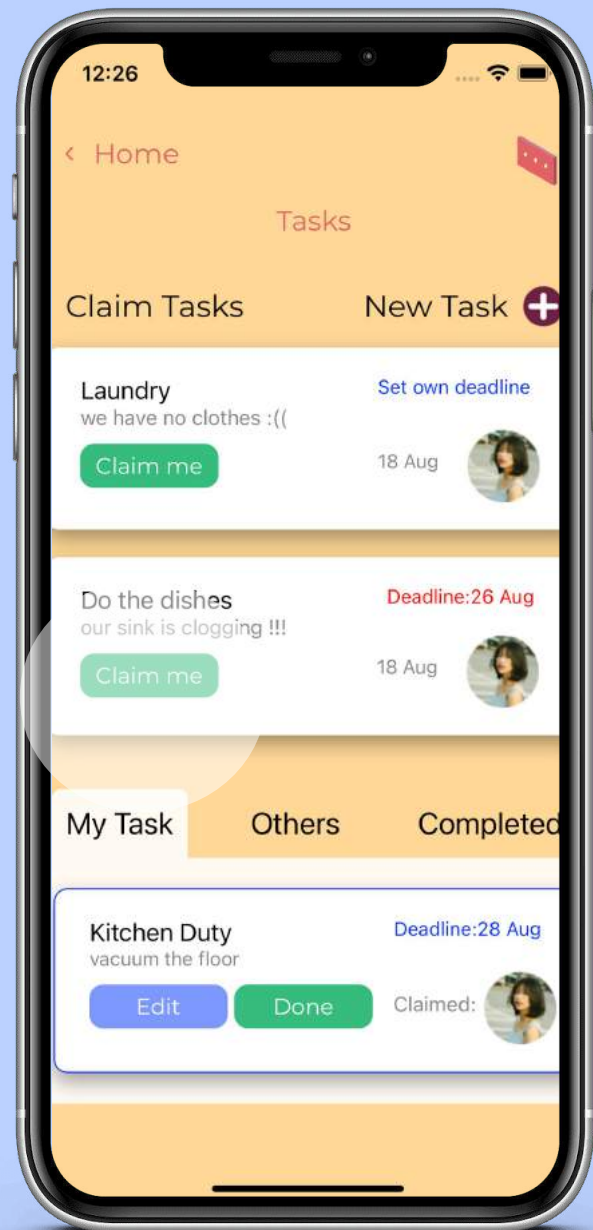 12:26
< Home
Tasks
Claim Tasks
New Task
Laundry
Set own deadline
we have no clothes :((
Claim me
18 Aug
Do the dishes
Deadline:26 Aug
our sink is clogging !!!
Claim me
18 Aug
My Task
Others
Completed
Kitchen Duty
Deadline:28 Aug
vacuum the floor
Edit
Done
Claimed: